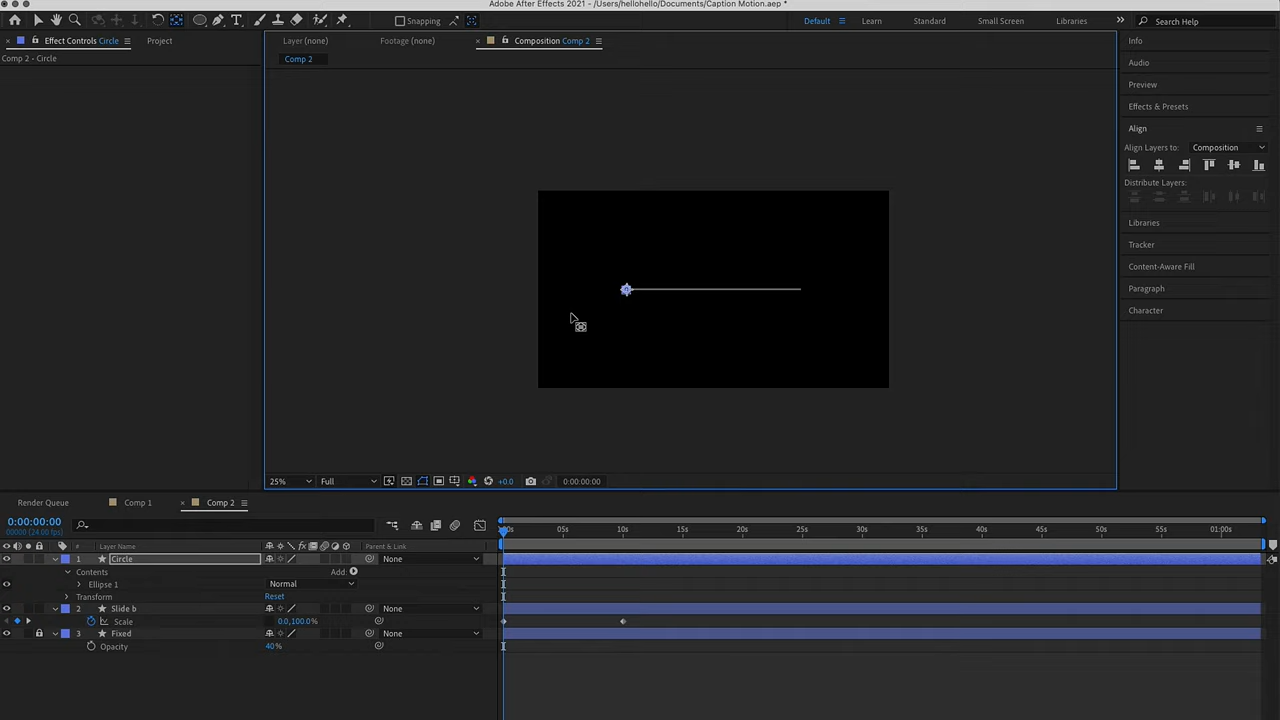 Adobe After Effects 2021 - /Users/hellohello/Documents/Caption Motion.aep *
Snapping
Default
Learn
Standard
Small Screen
Libraries
Search Help
Effect Controls Circle
Project
Layer (none)
Footage (none)
Composition Comp 2
Info
Comp 2 - Circle
Comp 2
Audio
Preview
Effects & Presets
Align
Align Layers to:
Composition
Distribute Layers:
Libraries
Tracker
Content-Aware Fill
Paragraph
Character
25%
Full
+0.0
0:00:00:00
Render Queue
Comp 1
Comp 2
0:00:00:00
00000 (24.00 fps)
05s
10s
15s
20s
25s
30s
35s
40s
45s
50s
55s
01:00s
#
Layer Name
Parent & Link
1
Circle
None
Contents
Add:
Ellipse 1
Normal
Transform
Reset
2
Slide b
None
Scale
0.0,100.0%
3
Fixed
None
Opacity
40%